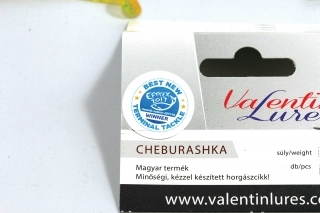 BEST NEW
EFTTEX 2017
WINNER
TERMINAL TACKLE
Valentin
Lures
CHEBURASHKA
súly/weight
Magyar termék
db/pcs
Minőségi, kézzel készített horgászcikk!
www.valentinlures.co